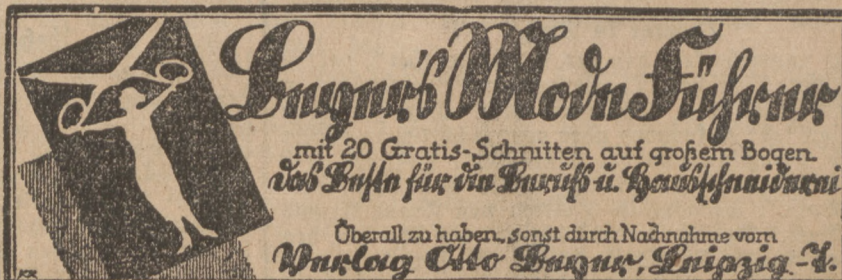 Beyer's Mode Führer
mit 20 Gratis-Schnitten auf großem Bogen
das Beste für die Berufs u. Hausschneiderei
Überall zu haben, sonst durch Nachnahme vom
Verlag Otto Beyer, Leipzig-T.